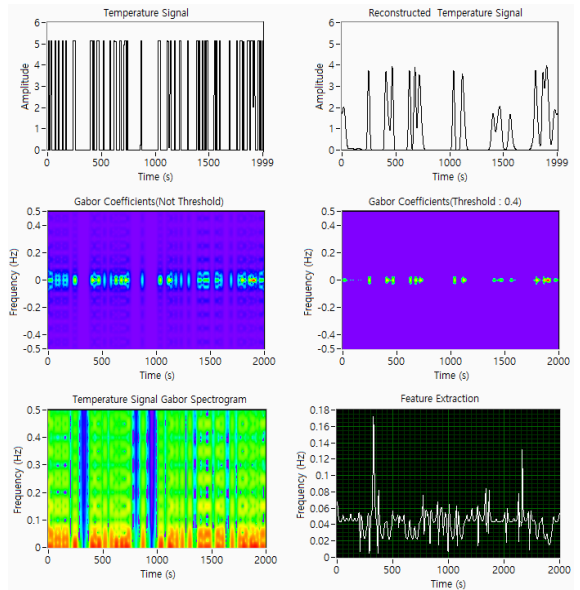 Temperature Signal
6
5
4
3
2
1
0
Amplitude
0 500 1000 1500 1999
Time (s)
Reconstructed Temperature Signal
6
5
4
3
2
1
0
Amplitude
0 500 1000 1500 1999
Time (s)
Gabor Coefficients(Not Threshold)
0.5
0.4
0.2
0
-0.2
-0.4
-0.5
Frequency (Hz)
0 500 1000 1500 2000
Time (s)
Gabor Coefficients(Threshold : 0.4)
0.5
0.4
0.2
0
-0.2
-0.4
-0.5
Frequency (Hz)
0 500 1000 1500 2000
Time (s)
Temperature Signal Gabor Spectrogram
0.5
0.4
0.3
0.2
0.1
0
Frequency (Hz)
0 500 1000 1500 2000
Time (s)
Feature Extraction
0.18
0.16
0.14
0.12
0.10
0.08
0.06
0.04
0.02
0.00
Frequency (Hz)
0 500 1000 1500 2000
Time (s)